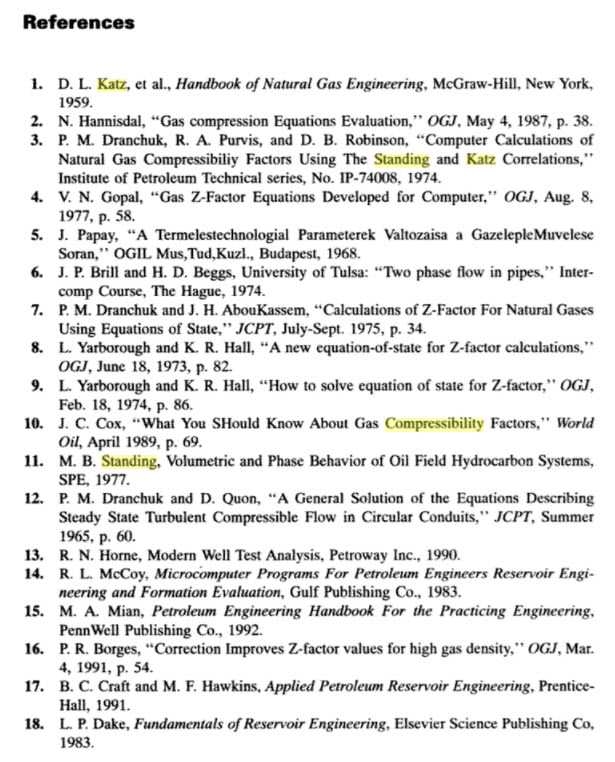 References
1. D. L. Katz, et al., Handbook of Natural Gas Engineering, McGraw-Hill, New York,
1959.
2. N. Hannisdal, “Gas compression Equations Evaluation,’’ OGJ, May 4, 1987, p. 38.
3. P. M. Dranchuk, R. A. Purvis, and D. B. Robinson, “Computer Calculations of
Natural Gas Compressibiliy Factors Using The Standing and Katz Correlations,’’
Institute of Petroleum Technical series, No. IP-74008, 1974.
4. V. N. Gopal, “Gas Z-Factor Equations Developed for Computer,’’ OGJ, Aug. 8,
1977, p. 58.
5. J. Papay, “A Termelestechnologial Parameterek Valtozaisa a GazelepleMuvelese
Soran,’’ OGIL Mus,Tud,Kuzl., Budapest, 1968.
6. J. P. Brill and H. D. Beggs, University of Tulsa: “Two phase flow in pipes,’’ Inter-
comp Course, The Hague, 1974.
7. P. M. Dranchuk and J. H. AbouKassem, “Calculations of Z-Factor For Natural Gases
Using Equations of State,’’ JCPT, July-Sept. 1975, p. 34.
8. L. Yarborough and K. R. Hall, “A new equation-of-state for Z-factor calculations,’’
OGJ, June 18, 1973, p. 82.
9. L. Yarborough and K. R. Hall, “How to solve equation of state for Z-factor,’’ OGJ,
Feb. 18, 1974, p. 86.
10. J. C. Cox, “What You SHould Know About Gas Compressibility Factors,’’ World
Oil, April 1989, p. 69.
11. M. B. Standing, Volumetric and Phase Behavior of Oil Field Hydrocarbon Systems,
SPE, 1977.
12. P. M. Dranchuk and D. Quon, “A General Solution of the Equations Describing
Steady State Turbulent Compressible Flow in Circular Conduits,’’ JCPT, Summer
1965, p. 60.
13. R. N. Horne, Modern Well Test Analysis, Petroway Inc., 1990.
14. R. L. McCoy, Microcomputer Programs For Petroleum Engineers Reservoir Engi-
neering and Formation Evaluation, Gulf Publishing Co., 1983.
15. M. A. Mian, Petroleum Engineering Handbook For the Practicing Engineering,
PennWell Publishing Co., 1992.
16. P. R. Borges, “Correction Improves Z-factor values for high gas density,’’ OGJ, Mar.
4, 1991, p. 54.
17. B. C. Craft and M. F. Hawkins, Applied Petroleum Reservoir Engineering, Prentice-
Hall, 1991.
18. L. P. Dake, Fundamentals of Reservoir Engineering, Elsevier Science Publishing Co,
1983.